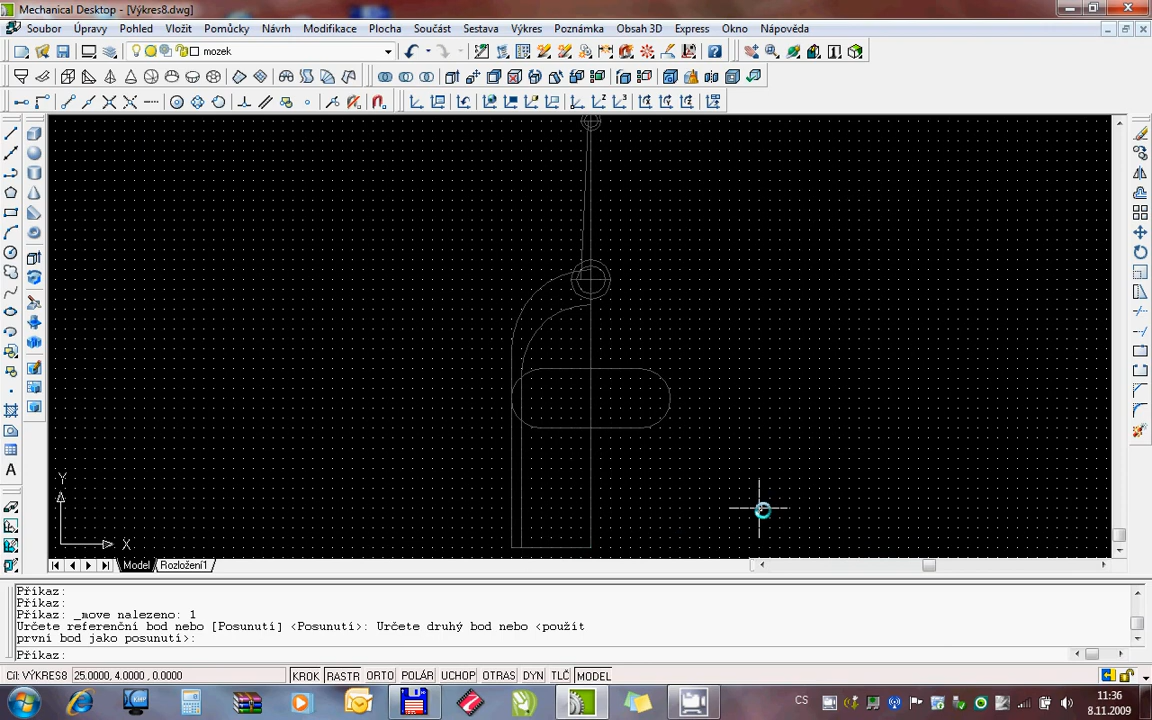 Mechanical Desktop - [Výkres8.dwg]
Soubor Úpravy Pohled Vložit Pomůcky Návrh Modifikace Plocha Součást Sestava Výkres Poznámka Obsah 3D Express Okno Nápověda
mozek
A
Y
X
Model Rozložení1
Příkaz:
Příkaz:
Příkaz: _move nalezeno: 1
Určete referenční bod nebo [Posunutí] <Posunutí>: Určete druhý bod nebo <použít
první bod jako posunutí>:
Příkaz:
Cíl: VÝKRES8 25.0000, 4.0000 , 0.0000 KROK RASTR ORTO POLÁR UCHOP OTRAS DYN TLČ MODEL
CS 11:36
8.11.2009